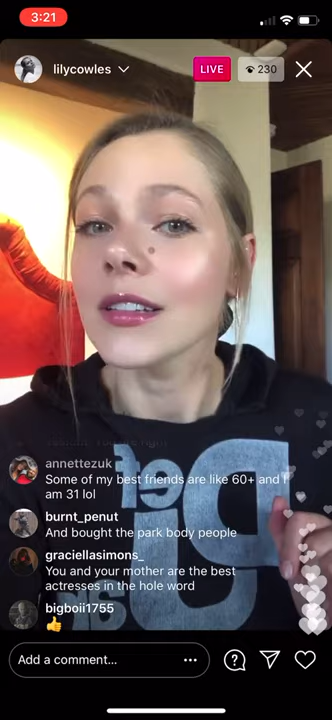 3:21
lilycowles
LIVE
230
annettezuk
Some of my best friends are like 60+ and I
am 31 lol
burnt_penut
And bought the park body people
graciellasimons_
You and your mother are the best
actresses in the hole word
bigboii1755
👍
Add a comment...